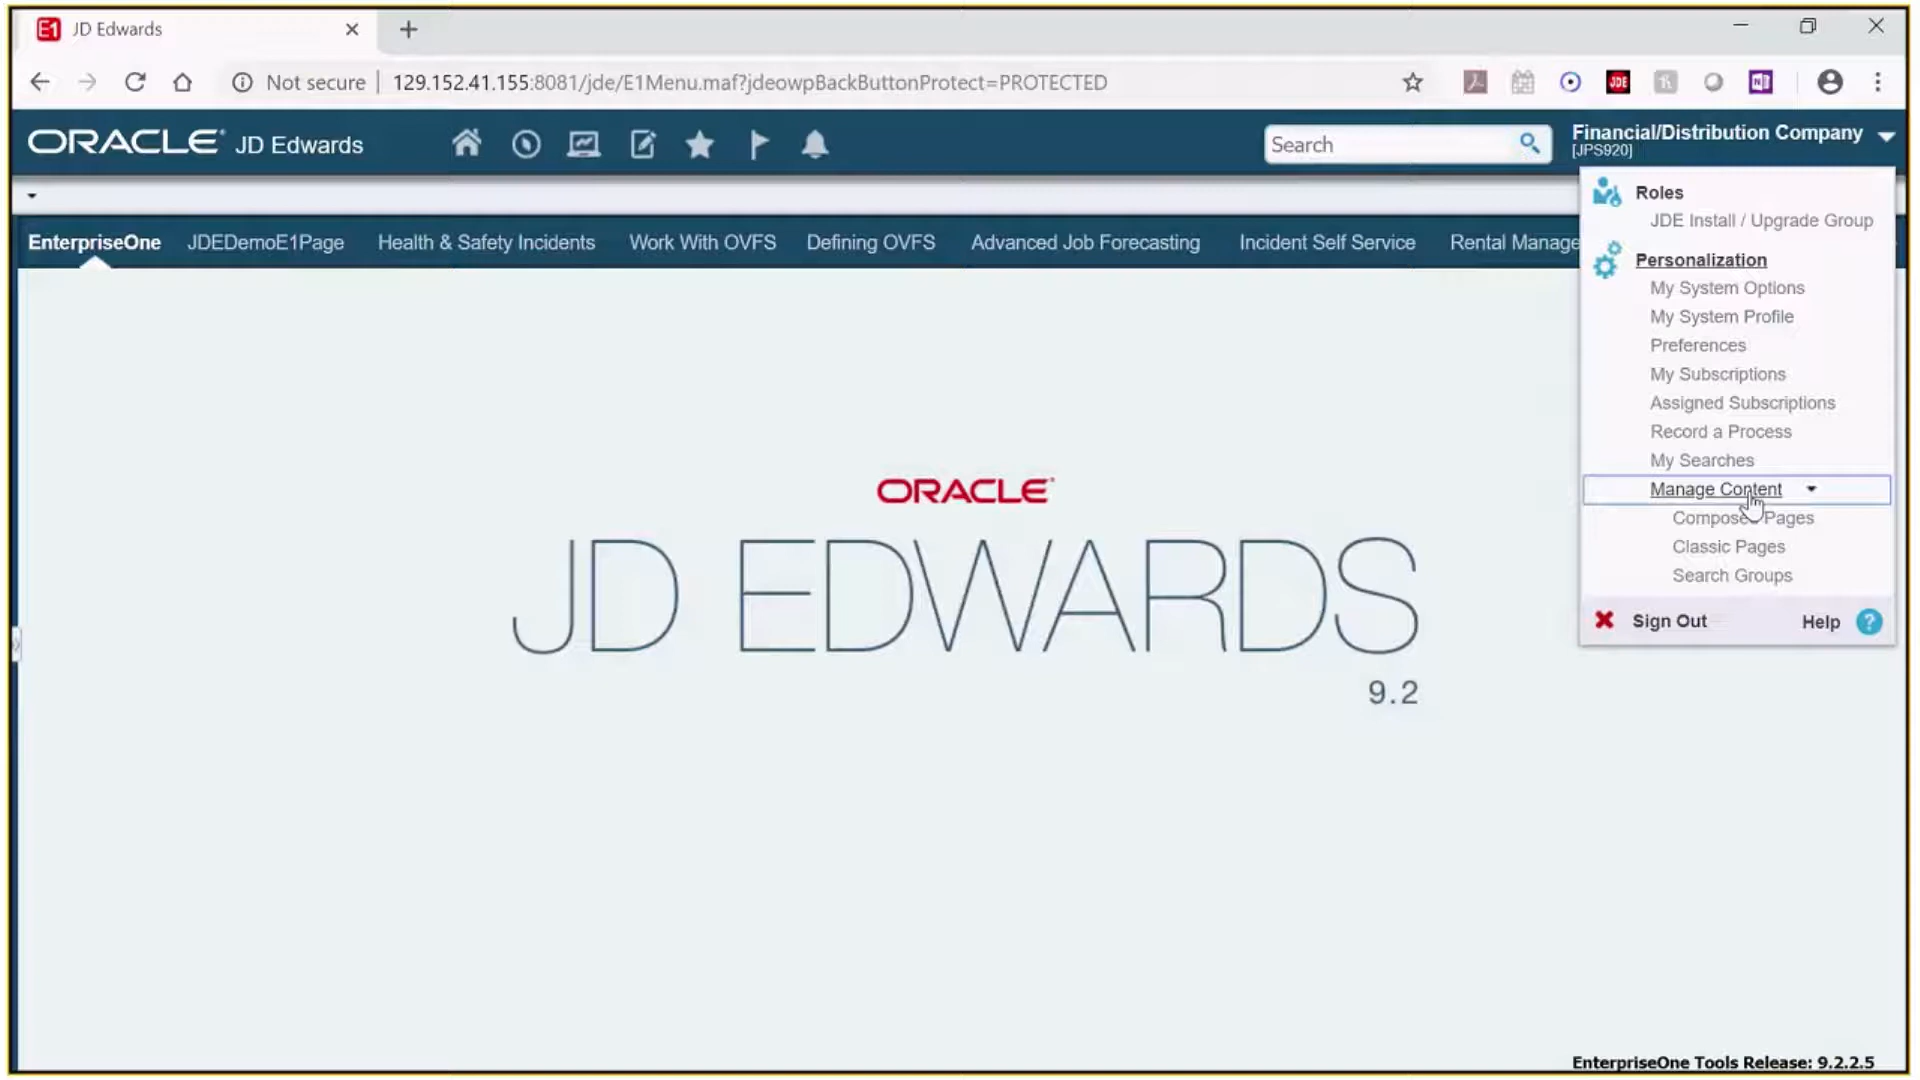 E1 JD Edwards
Not secure | 129.152.41.155:8081/jde/E1Menu.maf?jdeowpBackButtonProtect=PROTECTED
JDE
N
ORACLE JD Edwards
Search
Financial/Distribution Company
[JPS920]
EnterpriseOne JDEDemoE1Page Health & Safety Incidents Work With OVFS Defining OVFS Advanced Job Forecasting Incident Self Service Rental Manage
Roles
JDE Install / Upgrade Group
Personalization
My System Options
My System Profile
Preferences
My Subscriptions
Assigned Subscriptions
Record a Process
My Searches
Manage Content
Composed Pages
Classic Pages
Search Groups
Sign Out Help ?
ORACLE
JD EDWARDS
9.2
EnterpriseOne Tools Release: 9.2.2.5